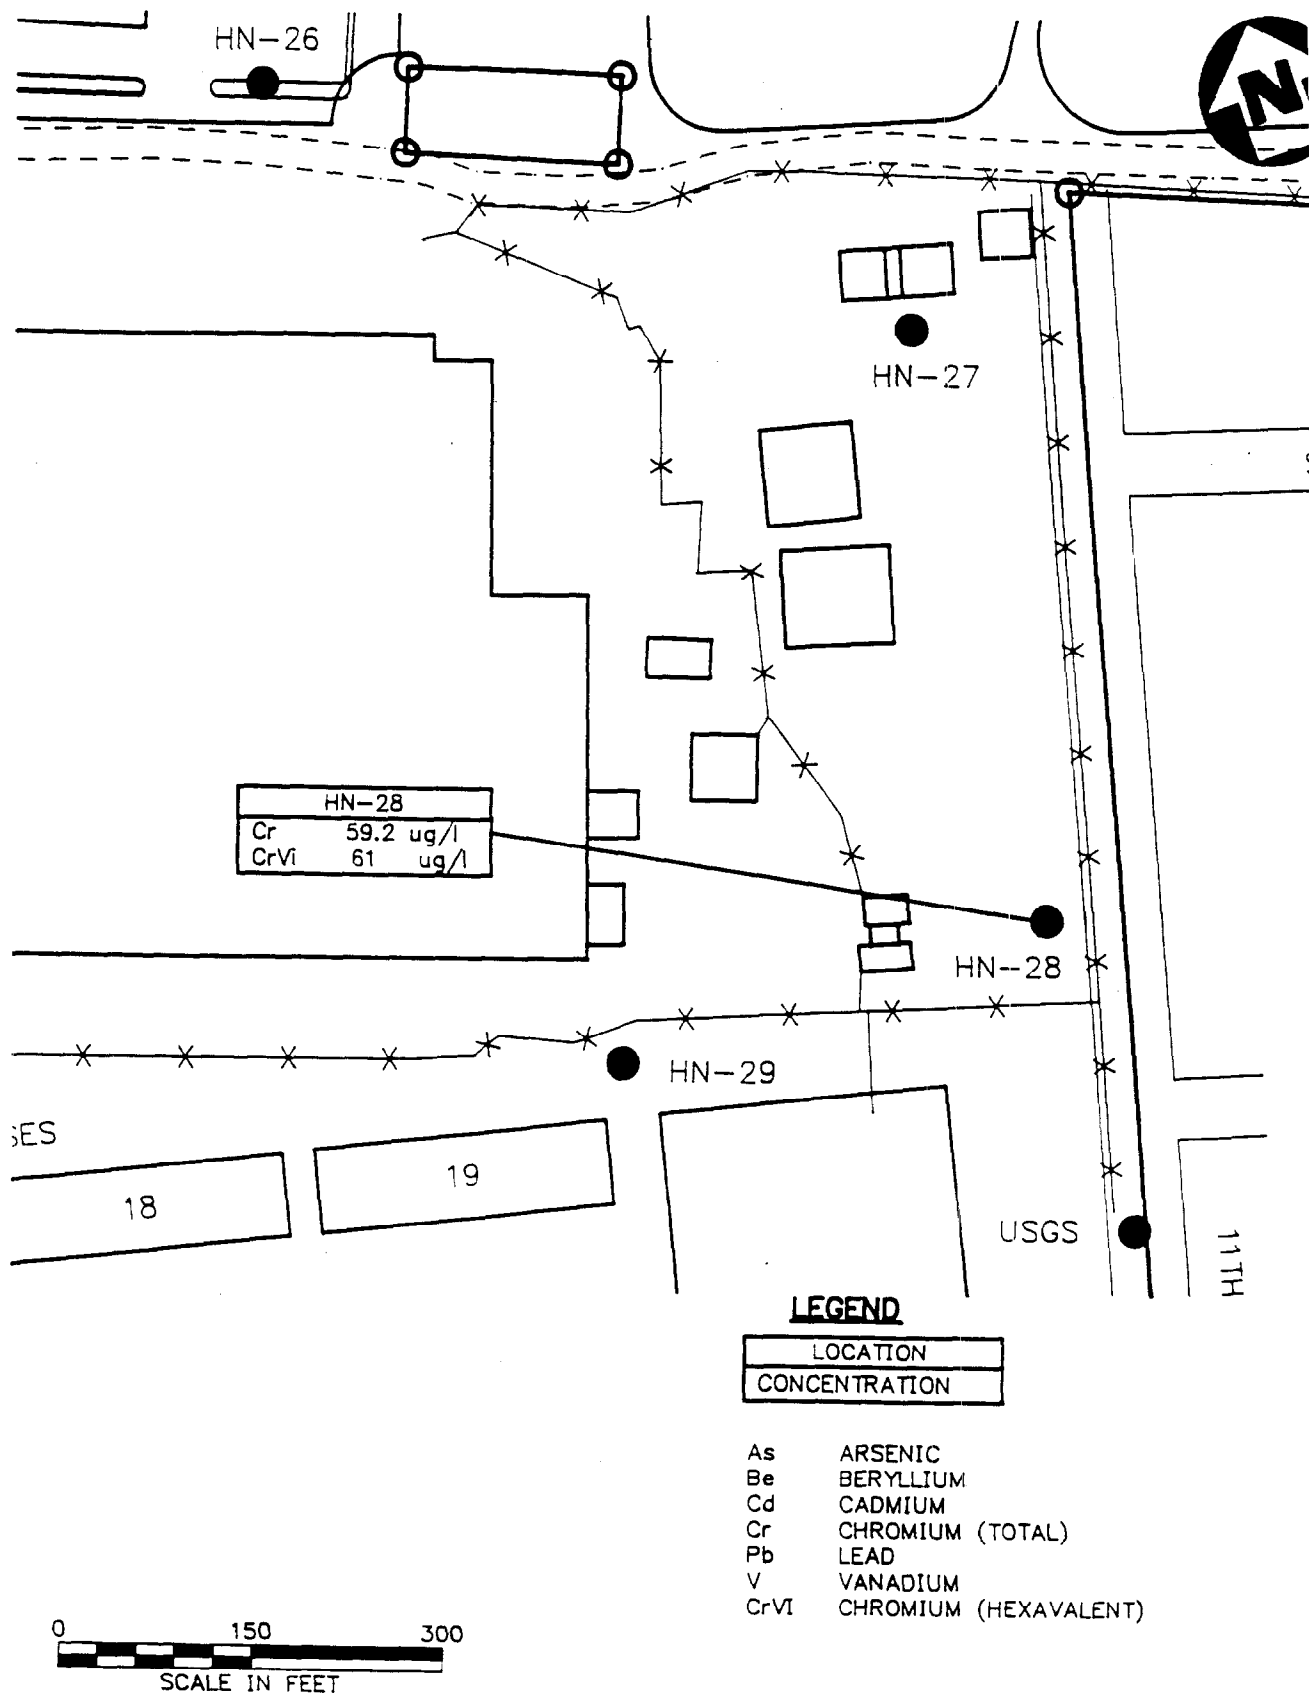 HN-26
N
HN-27
HN-28
Cr 59.2 ug/l
CrVi 61 ug/l
HN--28
HN-29
SES
18
19
USGS
11TH
LEGEND
LOCATION
CONCENTRATION
As ARSENIC
Be BERYLLIUM
Cd CADMIUM
Cr CHROMIUM (TOTAL)
Pb LEAD
V VANADIUM
CrVI CHROMIUM (HEXAVALENT)
0 150 300
SCALE IN FEET